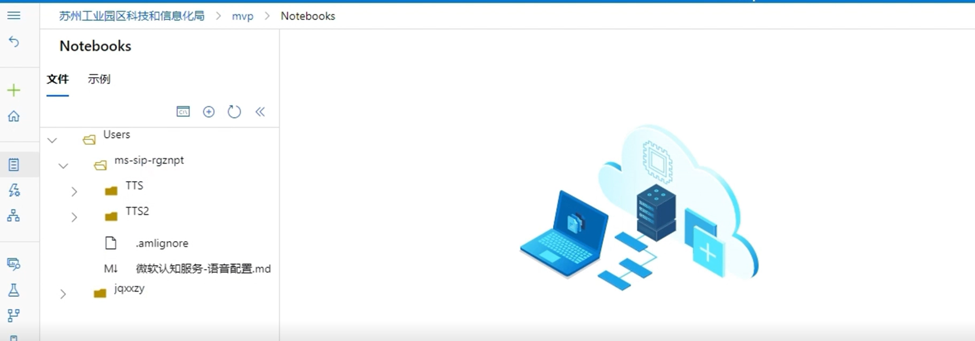 苏州工业园区科技和信息化局 > mvp > Notebooks
Notebooks
文件 示例
Users
ms-sip-rgznpt
TTS
TTS2
.amlignore
M↓ 微软认知服务-语音配置.md
jqxxzy